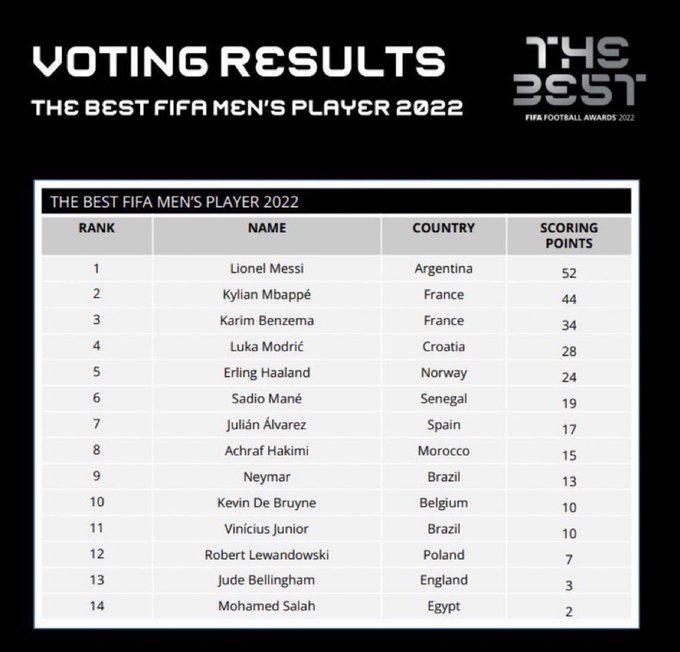 VOTING RESULTS
THE BEST FIFA MEN'S PLAYER 2022
THE
BEST
FIFA FOOTBALL AWARDS 2022
THE BEST FIFA MEN'S PLAYER 2022
RANK NAME COUNTRY SCORING POINTS
1 Lionel Messi Argentina 52
2 Kylian Mbappé France 44
3 Karim Benzema France 34
4 Luka Modrić Croatia 28
5 Erling Haaland Norway 24
6 Sadio Mané Senegal 19
7 Julián Álvarez Spain 17
8 Achraf Hakimi Morocco 15
9 Neymar Brazil 13
10 Kevin De Bruyne Belgium 10
11 Vinícius Junior Brazil 10
12 Robert Lewandowski Poland 7
13 Jude Bellingham England 3
14 Mohamed Salah Egypt 2